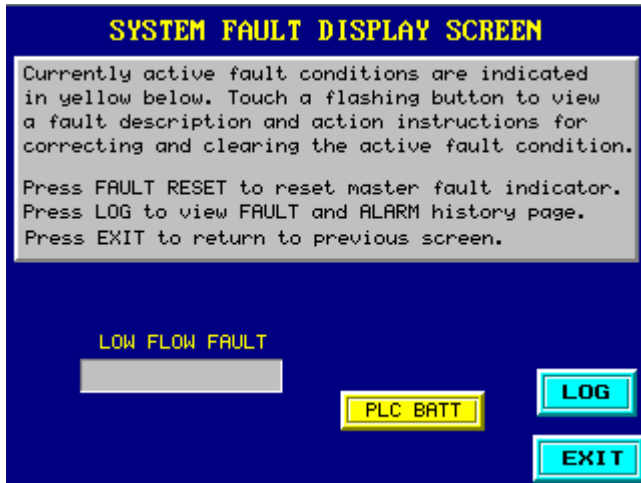 SYSTEM FAULT DISPLAY SCREEN
Currently active fault conditions are indicated
in yellow below. Touch a flashing button to view
a fault description and action instructions for
correcting and clearing the active fault condition.
Press FAULT RESET to reset master fault indicator.
Press LOG to view FAULT and ALARM history page.
Press EXIT to return to previous screen.
LOW FLOW FAULT
PLC BATT
LOG
EXIT